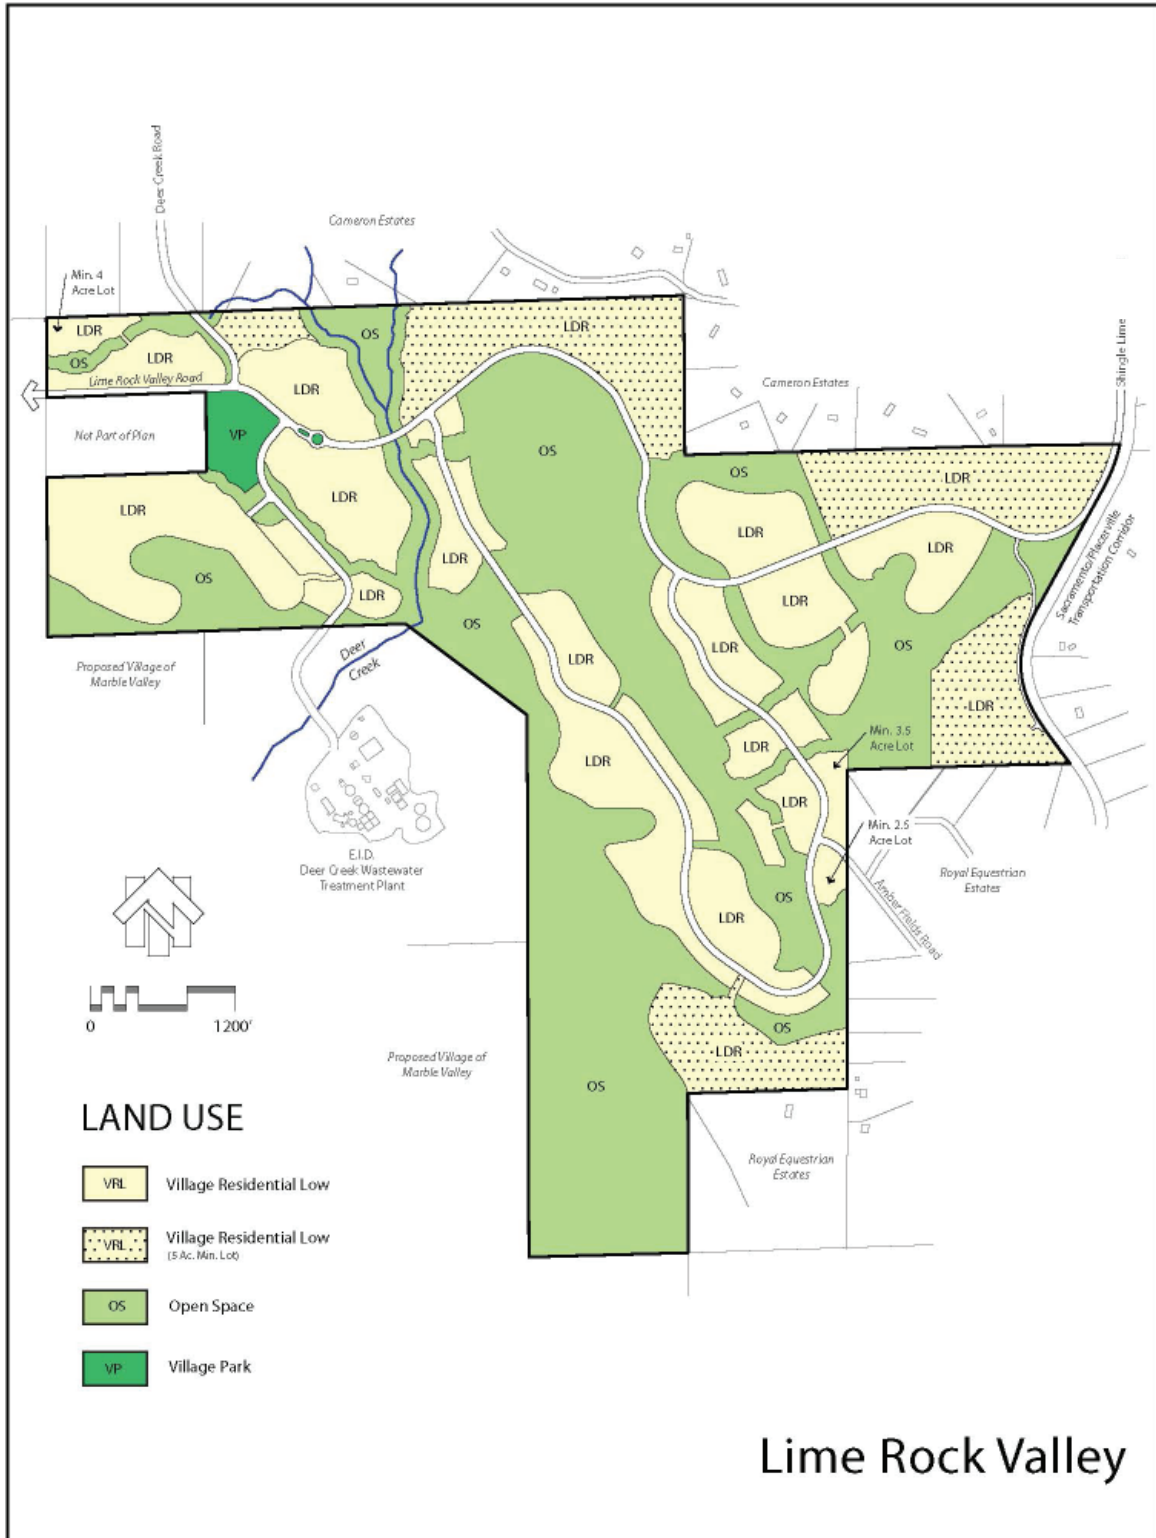 Deer Creek Road
Cameron Estates
Min. 4
Acre Lot
LDR
LDR
OS
LDR
OS
Lime Rock Valley Road
LDR
Shingle Lime
Cameron Estates
Not Part of Plan
VP
OS
OS
LDR
LDR
LDR
LDR
LDR
LDR
Sacramento/Placerville
Transportation Corridor
OS
LDR
LDR
LDR
OS
OS
LDR
LDR
Proposed Village of
Marble Valley
Deer
Creek
LDR
LDR
LDR
Min. 3.5
Acre Lot
LDR
Min. 2.5
Acre Lot
E.I.D.
Deer Creek Wastewater
Treatment Plant
Royal Equestrian
Estates
Amber Fields Road
OS
LDR
0 1200'
OS
LDR
Proposed Village of
Marble Valley
OS
Royal Equestrian
Estates
LAND USE
VRL Village Residential Low
VRL Village Residential Low
(5 Ac. Min. Lot)
OS Open Space
VP Village Park
Lime Rock Valley